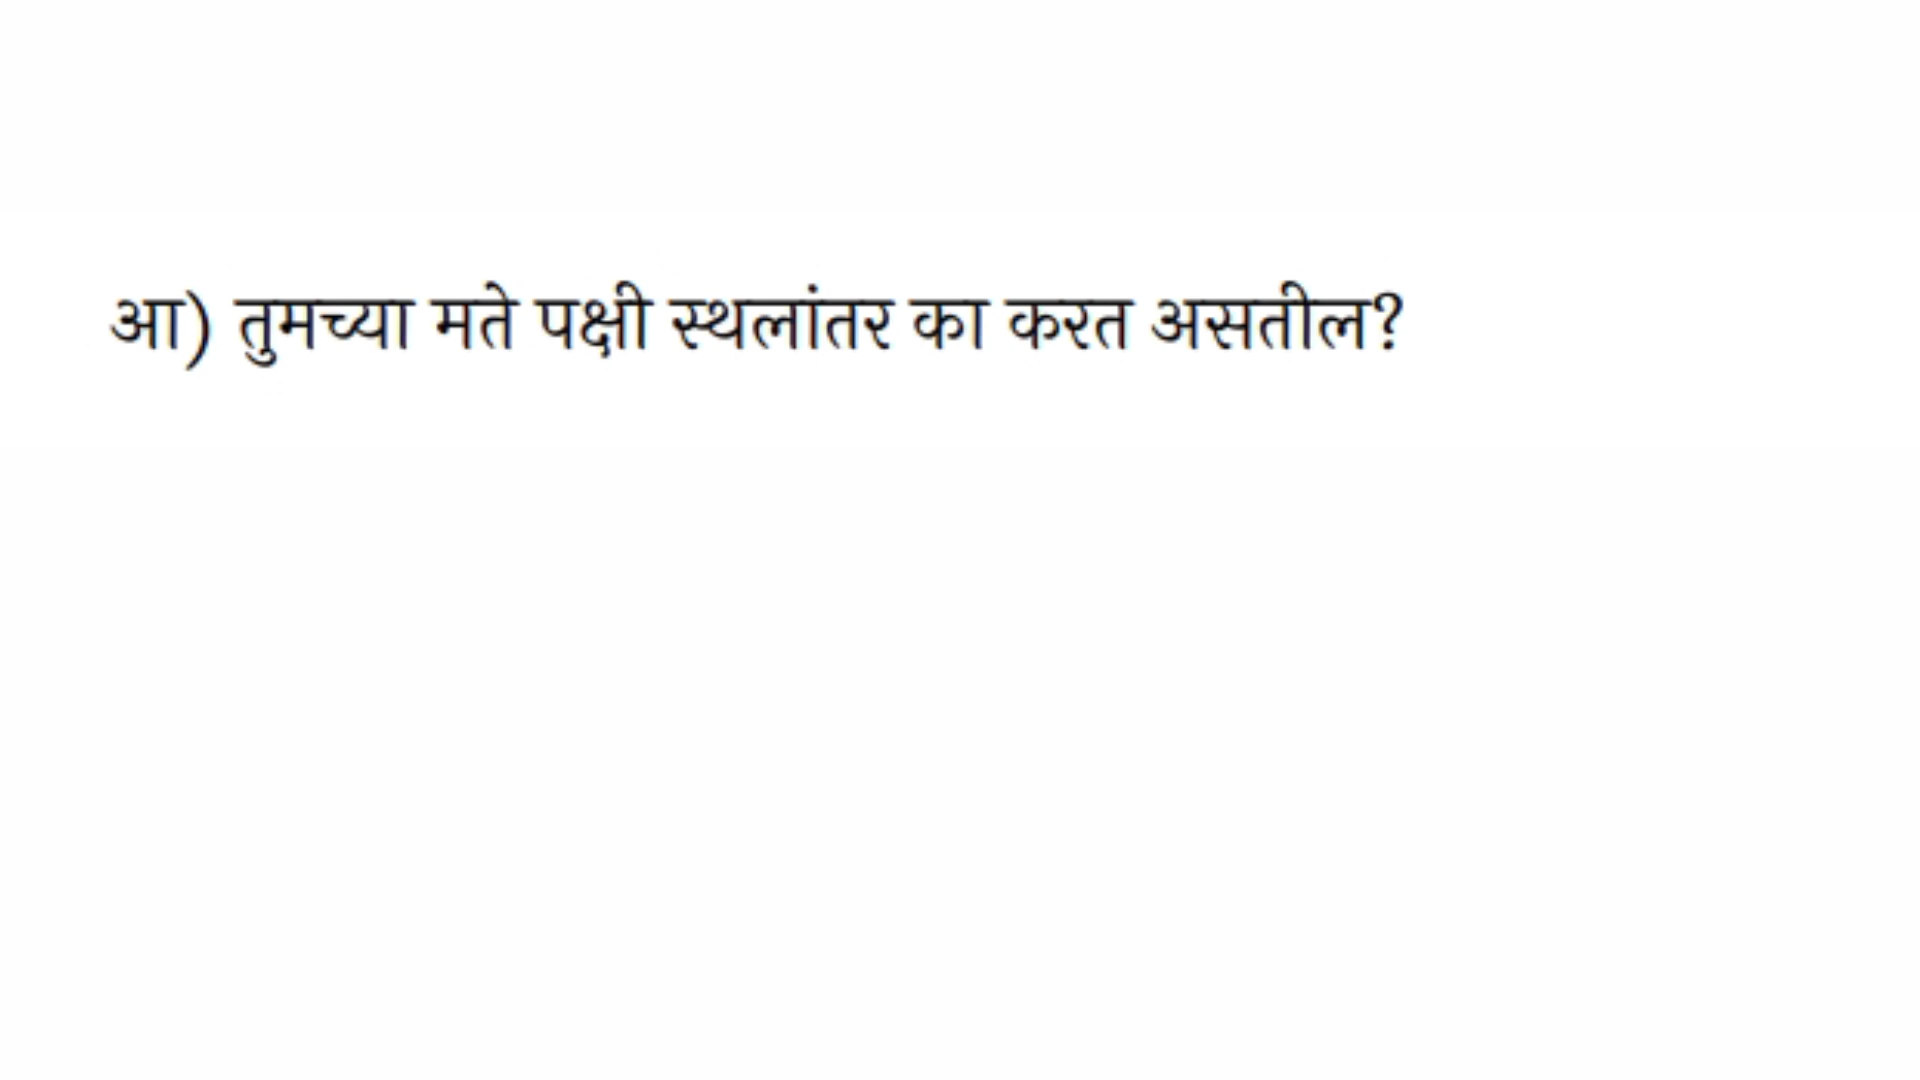 आ) तुमच्या मते पक्षी स्थलांतर का करत असतील?